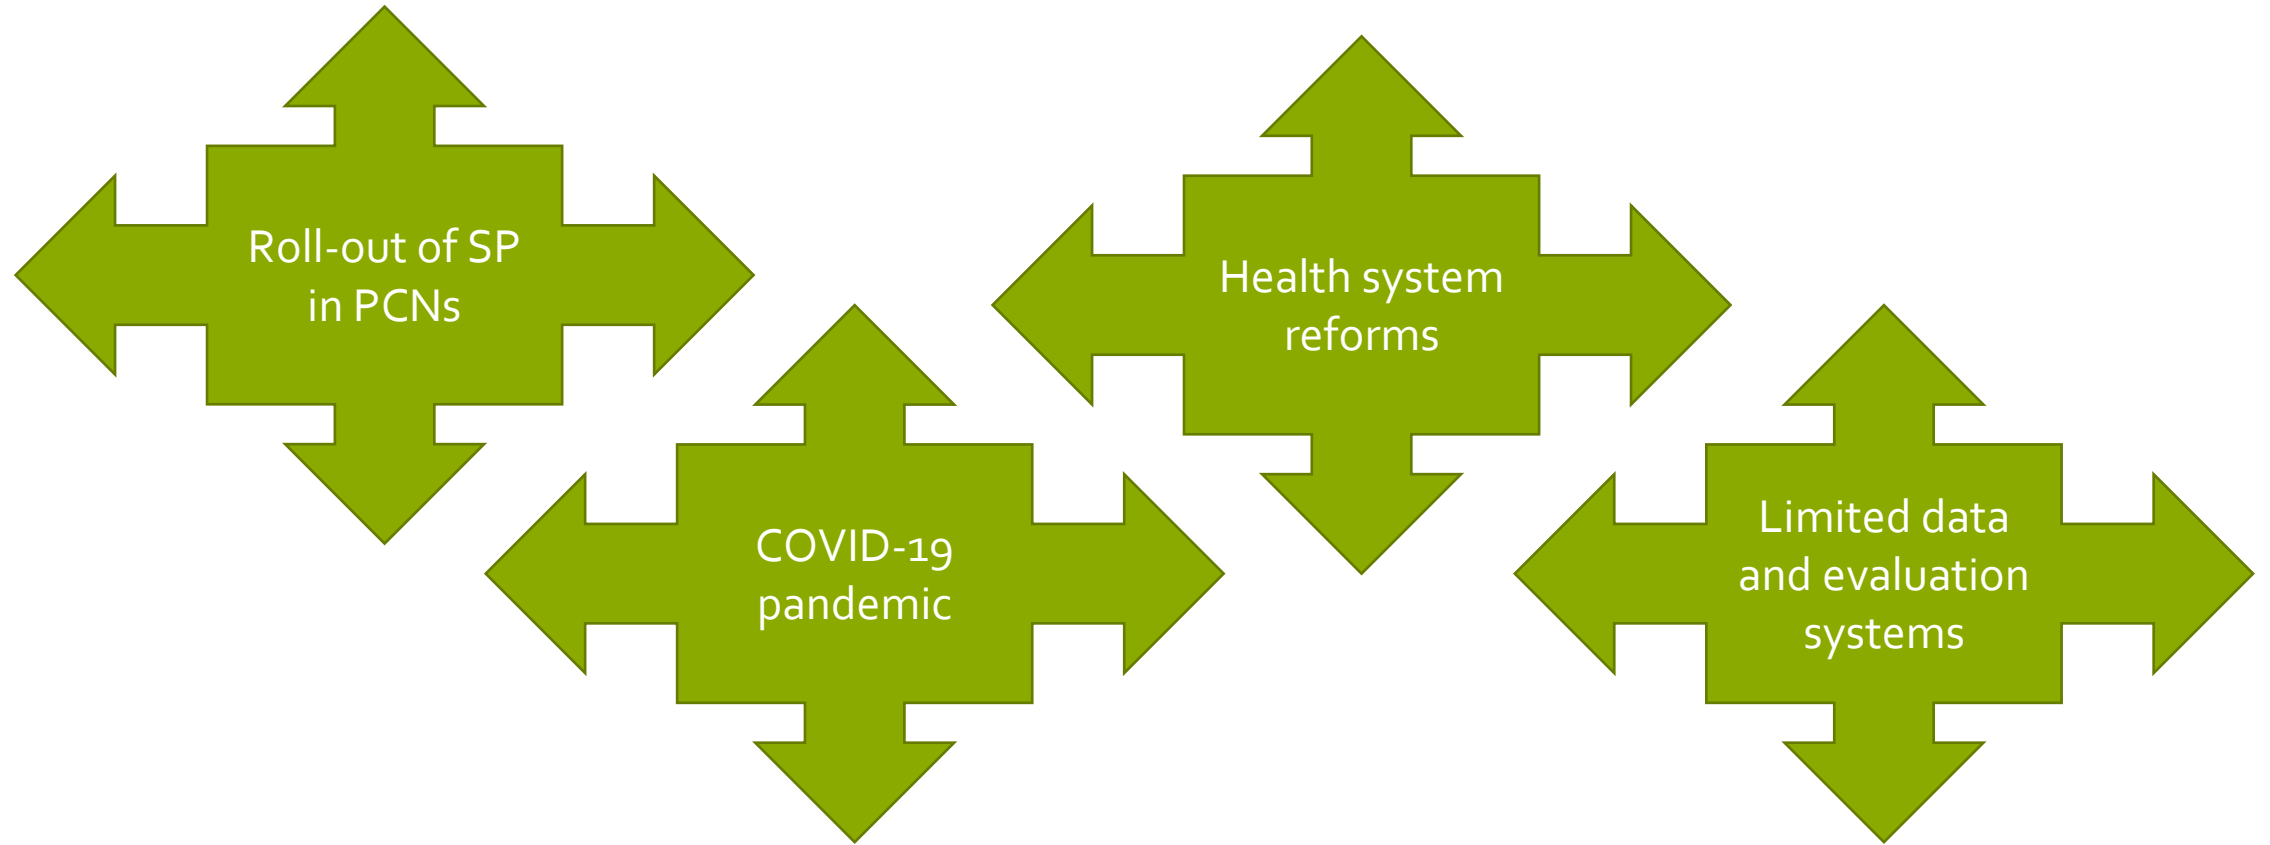 Roll-out of SP
in PCNs
COVID-19
pandemic
Health system
reforms
Limited data
and evaluation
systems